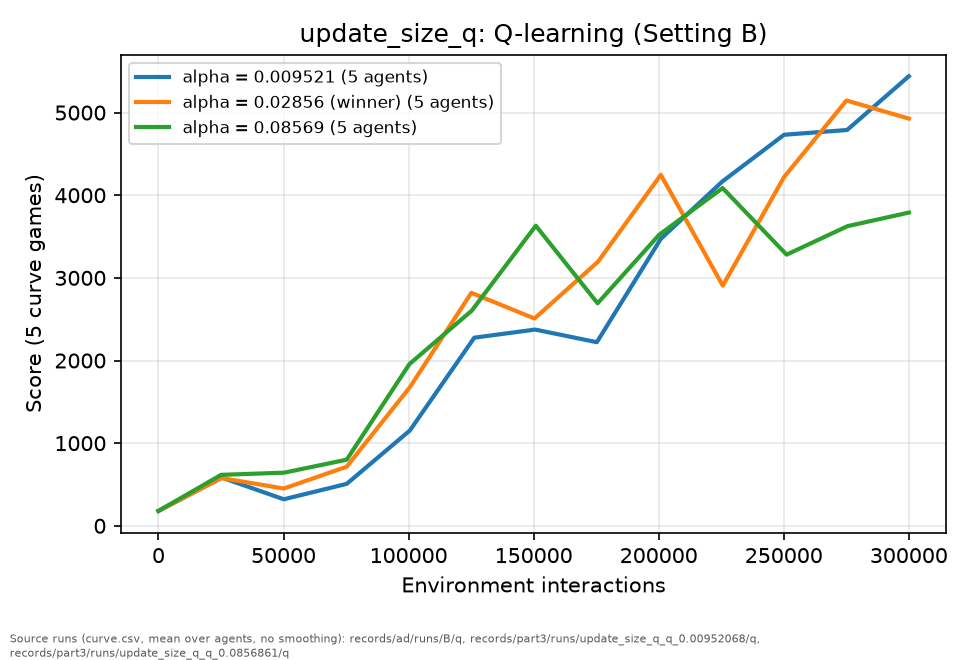 update_size_q: Q-learning (Setting B)
alpha = 0.009521 (5 agents)
alpha = 0.02856 (winner) (5 agents)
alpha = 0.08569 (5 agents)
Score (5 curve games)
5000
4000
3000
2000
1000
0
0 50000 100000 150000 200000 250000 300000
Environment interactions
Source runs (curve.csv, mean over agents, no smoothing): records/ad/runs/B/q, records/part3/runs/update_size_q_q_0.00952068/q,
records/part3/runs/update_size_q_q_0.0856861/q